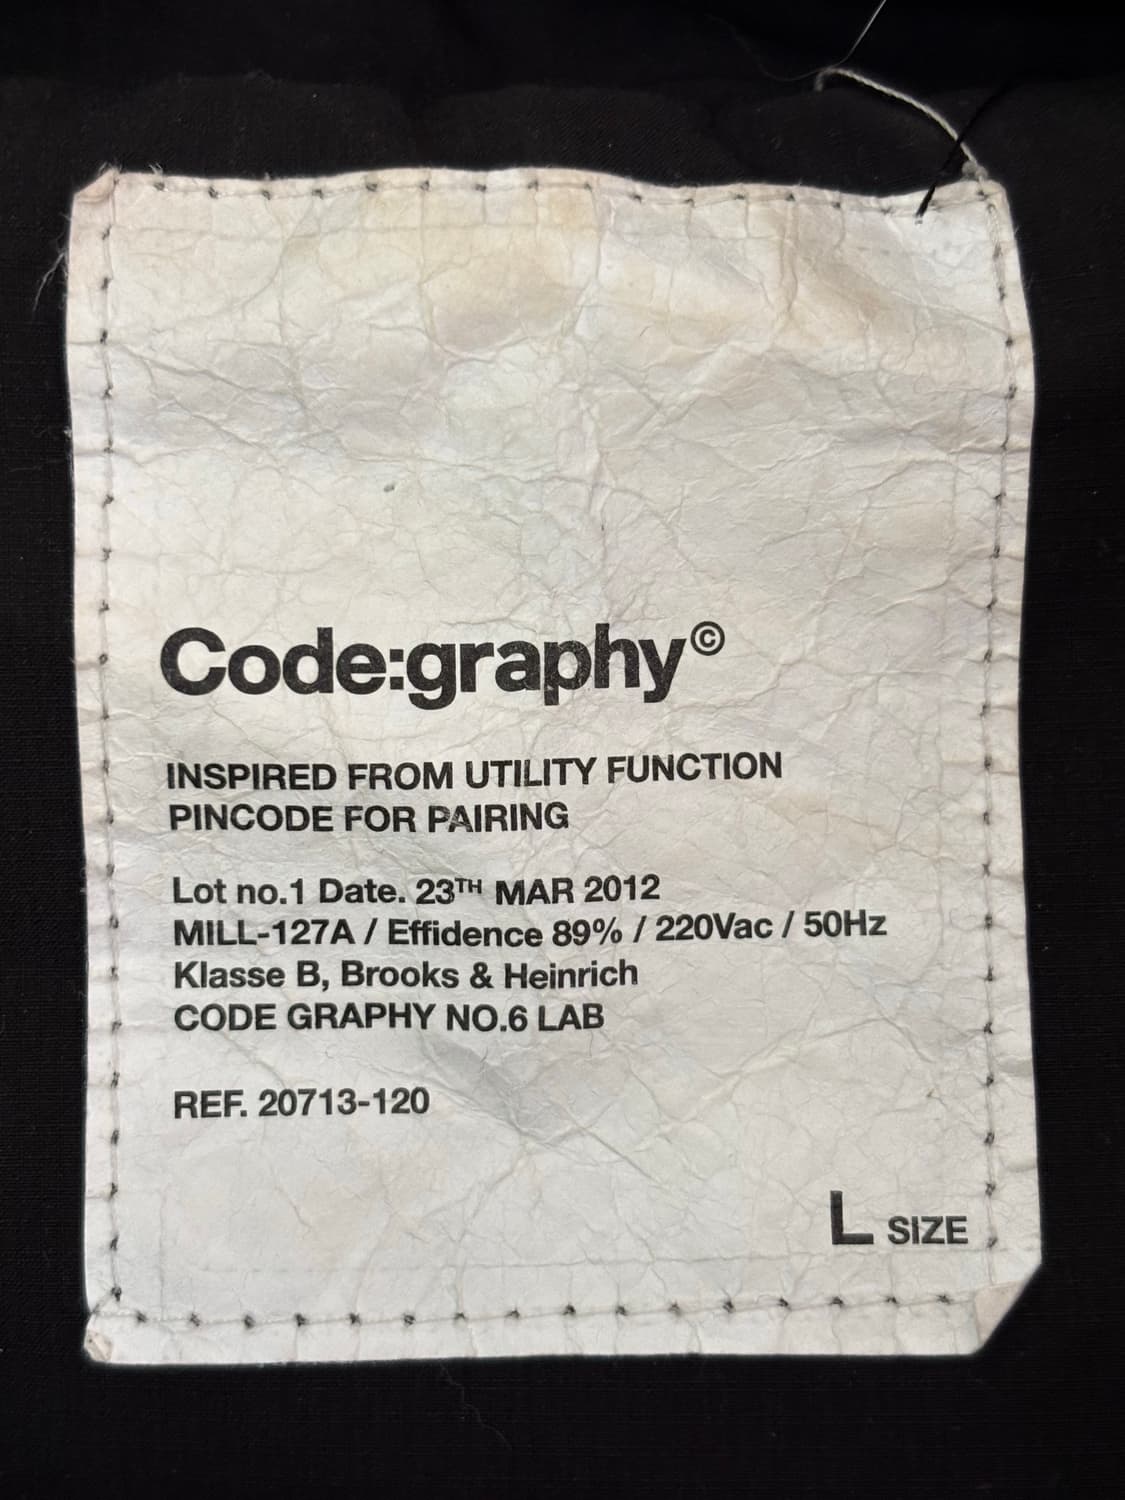 Code:graphy©
INSPIRED FROM UTILITY FUNCTION
PINCODE FOR PAIRING
Lot no.1 Date. 23TH MAR 2012
MILL-127A / Effidence 89% / 220Vac / 50Hz
Klasse B, Brooks & Heinrich
CODE GRAPHY NO.6 LAB
REF. 20713-120
L SIZE